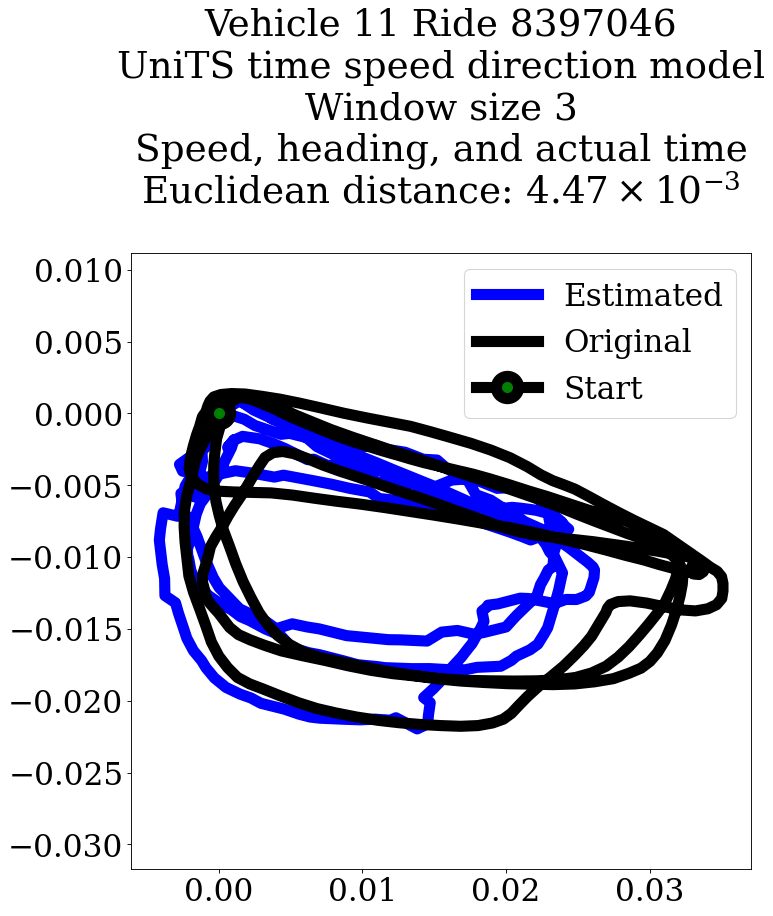 Vehicle 11 Ride 8397046
UniTS time speed direction model
Window size 3
Speed, heading, and actual time
Euclidean distance: 4.47 × 10⁻³
Estimated
Original
Start
0.010
0.005
0.000
−0.005
−0.010
−0.015
−0.020
−0.025
−0.030
0.00 0.01 0.02 0.03